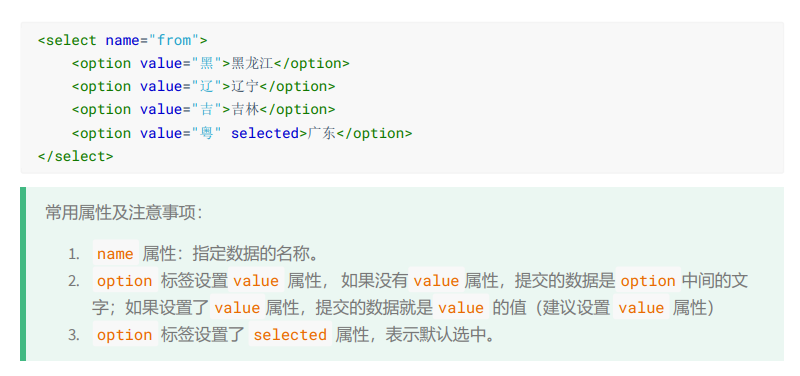 <select name="from">
    <option value="黑">黑龙江</option>
    <option value="辽">辽宁</option>
    <option value="吉">吉林</option>
    <option value="粤" selected>广东</option>
</select>
常用属性及注意事项：
1. name 属性：指定数据的名称。
2. option 标签设置 value 属性， 如果没有 value 属性，提交的数据是 option 中间的文
字；如果设置了 value 属性，提交的数据就是 value 的值（建议设置 value 属性）
3. option 标签设置了 selected 属性，表示默认选中。